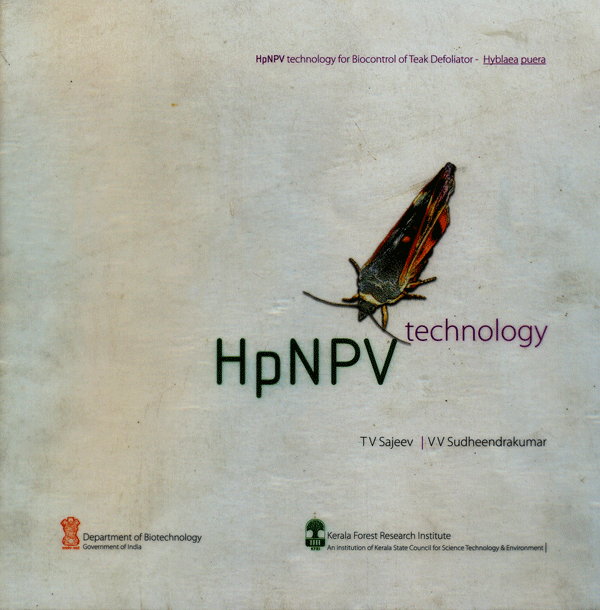 HpNPV technology for Biocontrol of Teak Defoliator - Hyblaea puera
technology
HpNPV
T V Sajeev | V V Sudheendrakumar
Department of Biotechnology
Government of India
Kerala Forest Research Institute
An institution of Kerala State Council for Science Technology & Environment
KFRI